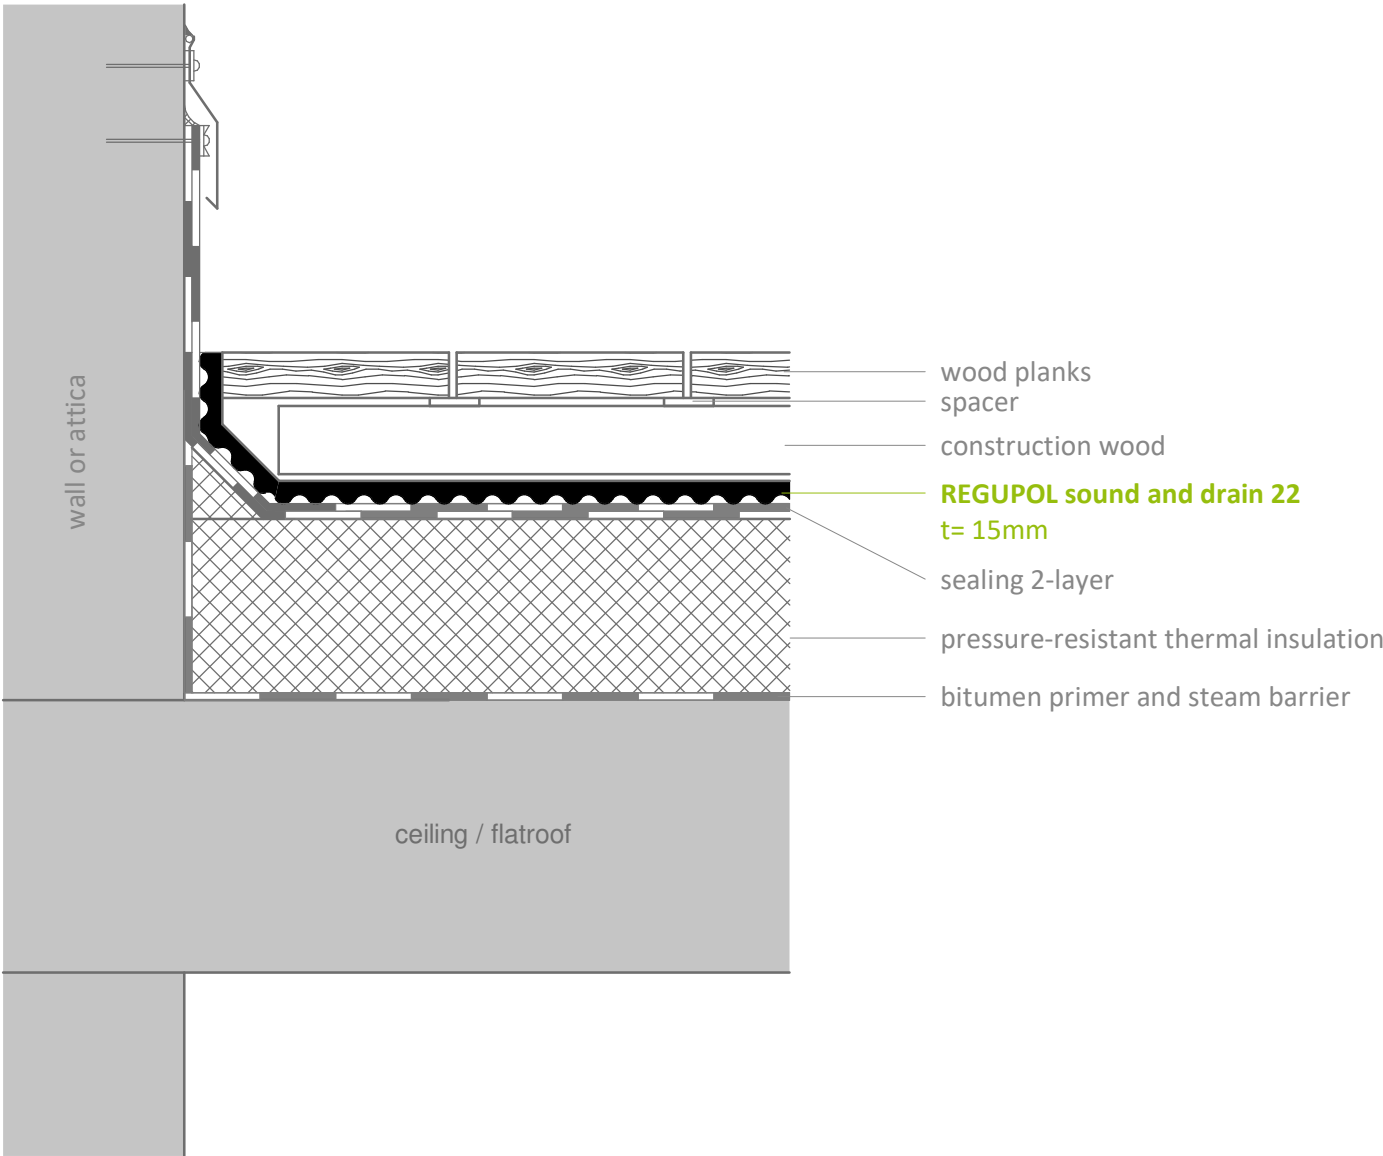 wall or attica
wood planks
spacer
construction wood
REGUPOL sound and drain 22
t= 15mm
sealing 2-layer
pressure-resistant thermal insulation
bitumen primer and steam barrier
ceiling / flatroof